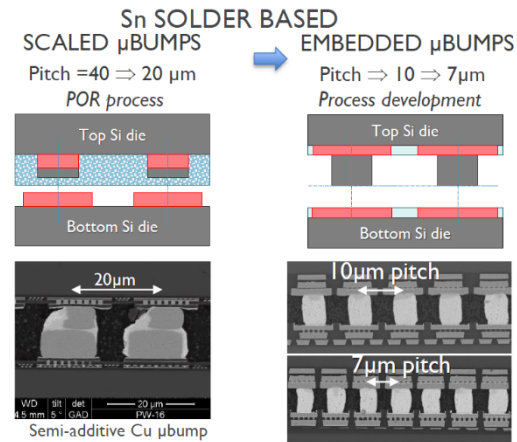 Sn SOLDER BASED
SCALED µBUMPS
Pitch =40 ⇒ 20 µm
POR process
Top Si die
Bottom Si die
20µm
WD tilt det
4.5 mm 5 ° GAD
20 µm
PW-16
Semi-additive Cu µbump
EMBEDDED µBUMPS
Pitch ⇒ 10 ⇒ 7µm
Process development
Top Si die
Bottom Si die
10µm pitch
7µm pitch